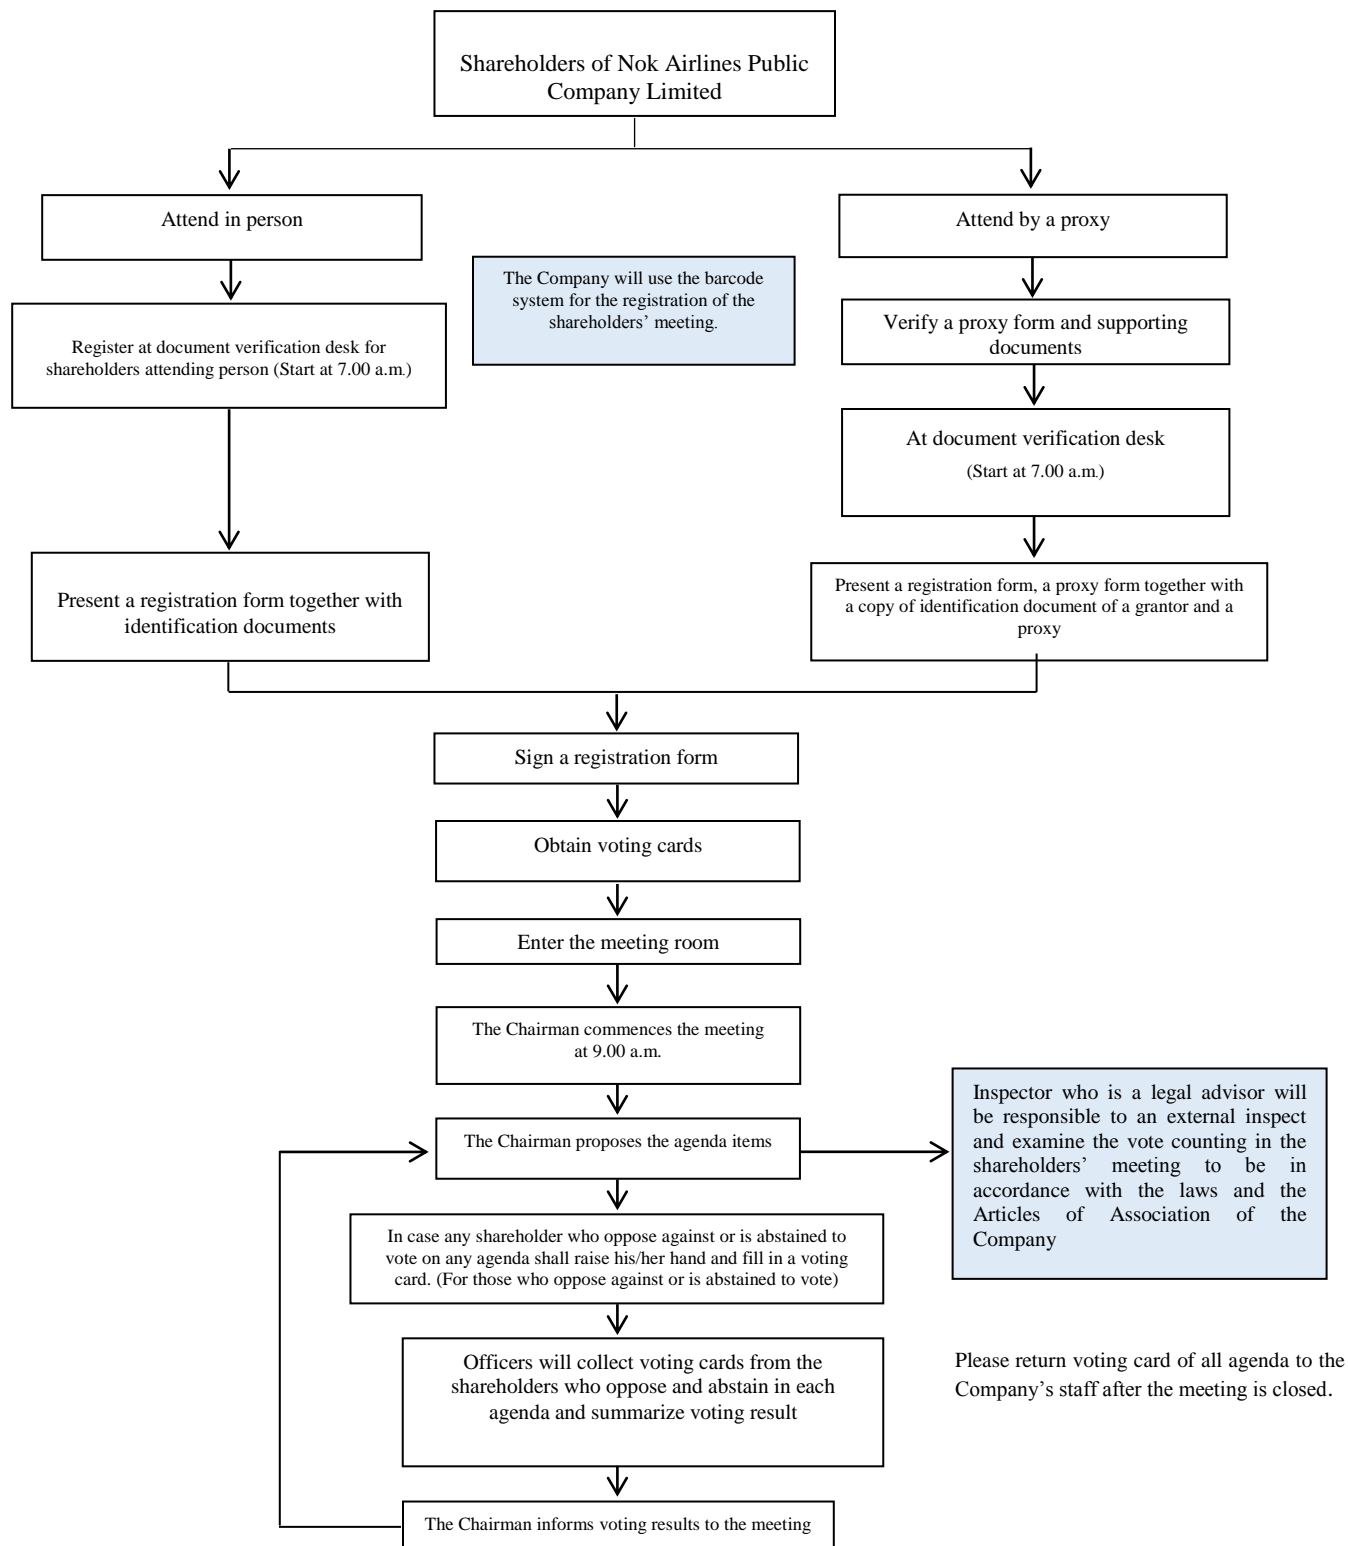 Shareholders of Nok Airlines Public
Company Limited
Attend in person
Attend by a proxy
The Company will use the barcode
system for the registration of the
shareholders’ meeting.
Register at document verification desk for
shareholders attending person (Start at 7.00 a.m.)
Verify a proxy form and supporting
documents
At document verification desk
(Start at 7.00 a.m.)
Present a registration form together with
identification documents
Present a registration form, a proxy form together with
a copy of identification document of a grantor and a
proxy
Sign a registration form
Obtain voting cards
Enter the meeting room
The Chairman commences the meeting
at 9.00 a.m.
The Chairman proposes the agenda items
Inspector who is a legal advisor will
be responsible to an external inspect
and examine the vote counting in the
shareholders’ meeting to be in
accordance with the laws and the
Articles of Association of the
Company
In case any shareholder who oppose against or is abstained to
vote on any agenda shall raise his/her hand and fill in a voting
card. (For those who oppose against or is abstained to vote)
Officers will collect voting cards from the
shareholders who oppose and abstain in each
agenda and summarize voting result
Please return voting card of all agenda to the
Company’s staff after the meeting is closed.
The Chairman informs voting results to the meeting